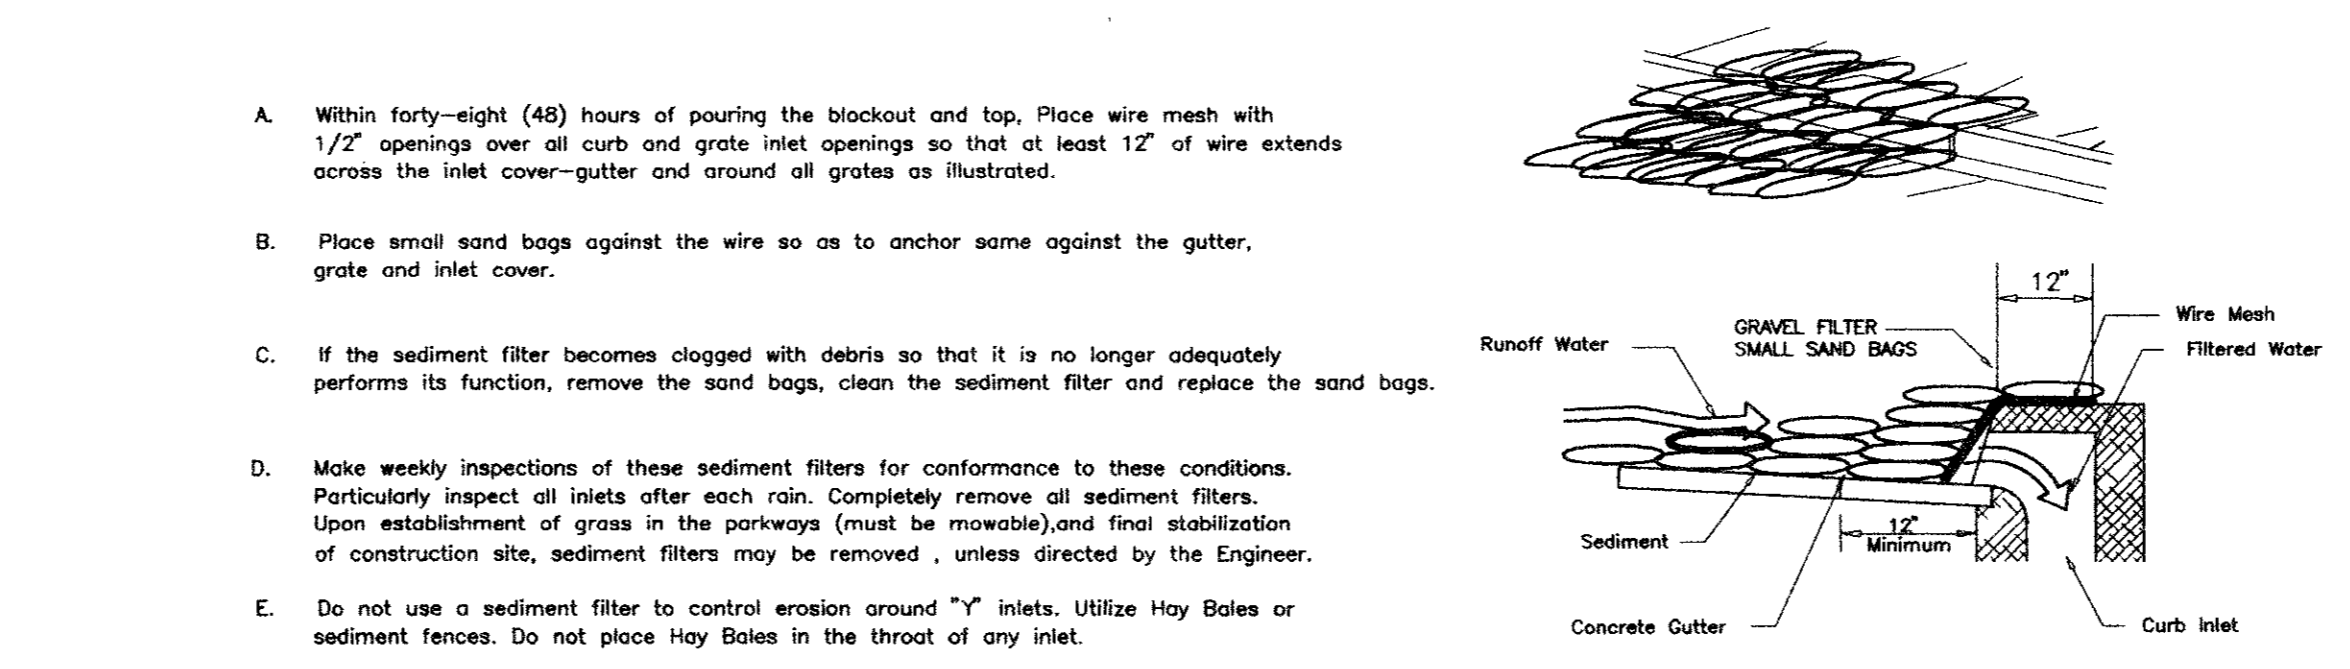 A. Within forty-eight (48) hours of pouring the blockout and top, Place wire mesh with
1/2" openings over all curb and grate inlet openings so that at least 12" of wire extends
across the inlet cover-gutter and around all grates as illustrated.
B. Place small sand bags against the wire so as to anchor same against the gutter,
grate and inlet cover.
C. If the sediment filter becomes clogged with debris so that it is no longer adequately
performs its function, remove the sand bags, clean the sediment filter and replace the sand bags.
D. Make weekly inspections of these sediment filters for conformance to these conditions.
Particularly inspect all inlets after each rain. Completely remove all sediment filters.
Upon establishment of grass in the parkways (must be mowable),and final stabilization
of construction site, sediment filters may be removed , unless directed by the Engineer.
E. Do not use a sediment filter to control erosion around "Y" inlets. Utilize Hay Bales or
sediment fences. Do not place Hay Bales in the throat of any inlet.
12"
Wire Mesh
GRAVEL FILTER
SMALL SAND BAGS
Runoff Water
Filtered Water
12"
Minimum
Sediment
Concrete Gutter
Curb Inlet